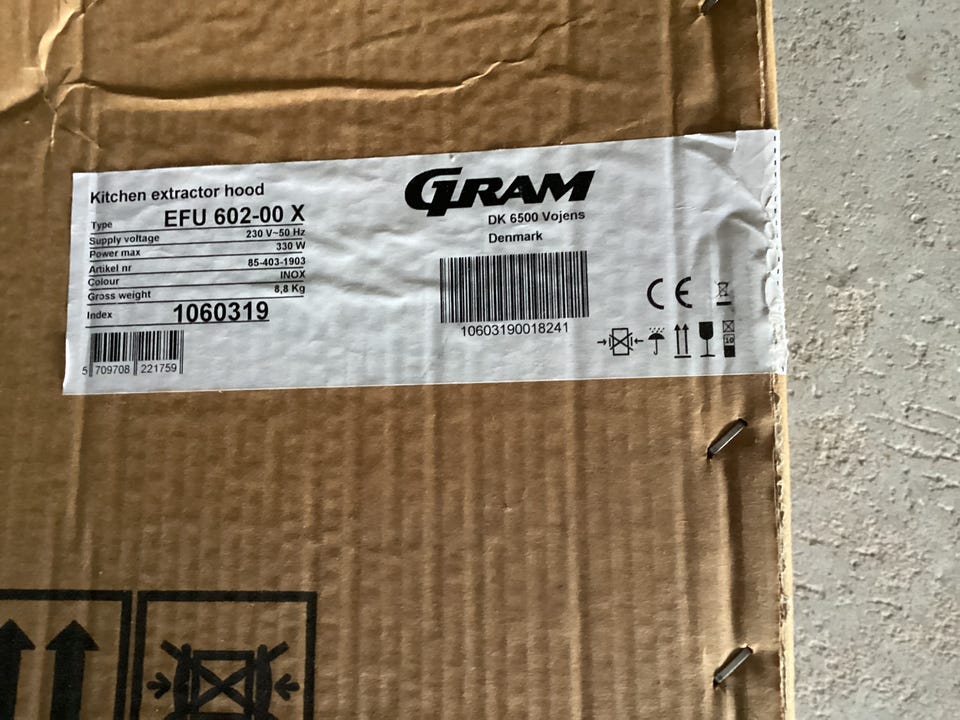 Kitchen extractor hood
Type EFU 602-00 X
Supply voltage 230 V~50 Hz
Power max 330 W
Artikel nr 85-403-1903
Colour INOX
Gross weight 8,8 Kg
Index 1060319
5 709708 221759
GRAM
DK 6500 Vojens
Denmark
10603190018241
CE
10